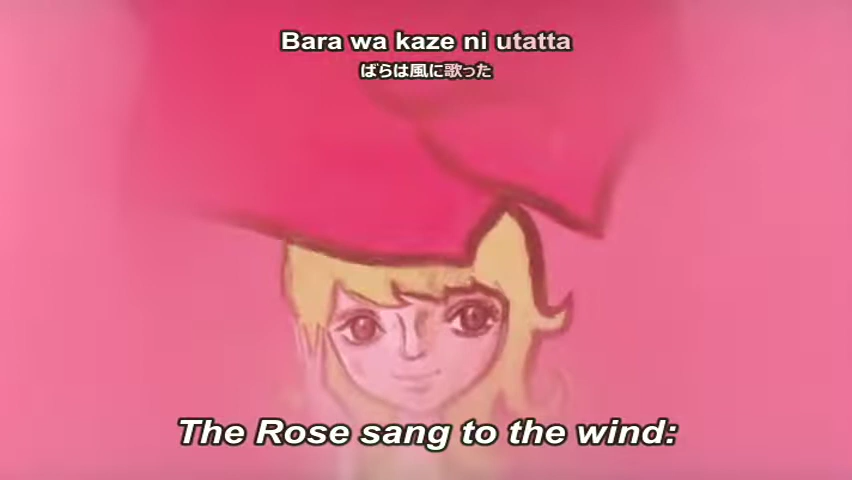 Bara wa kaze ni utatta
ばらは風に歌った
The Rose sang to the wind: